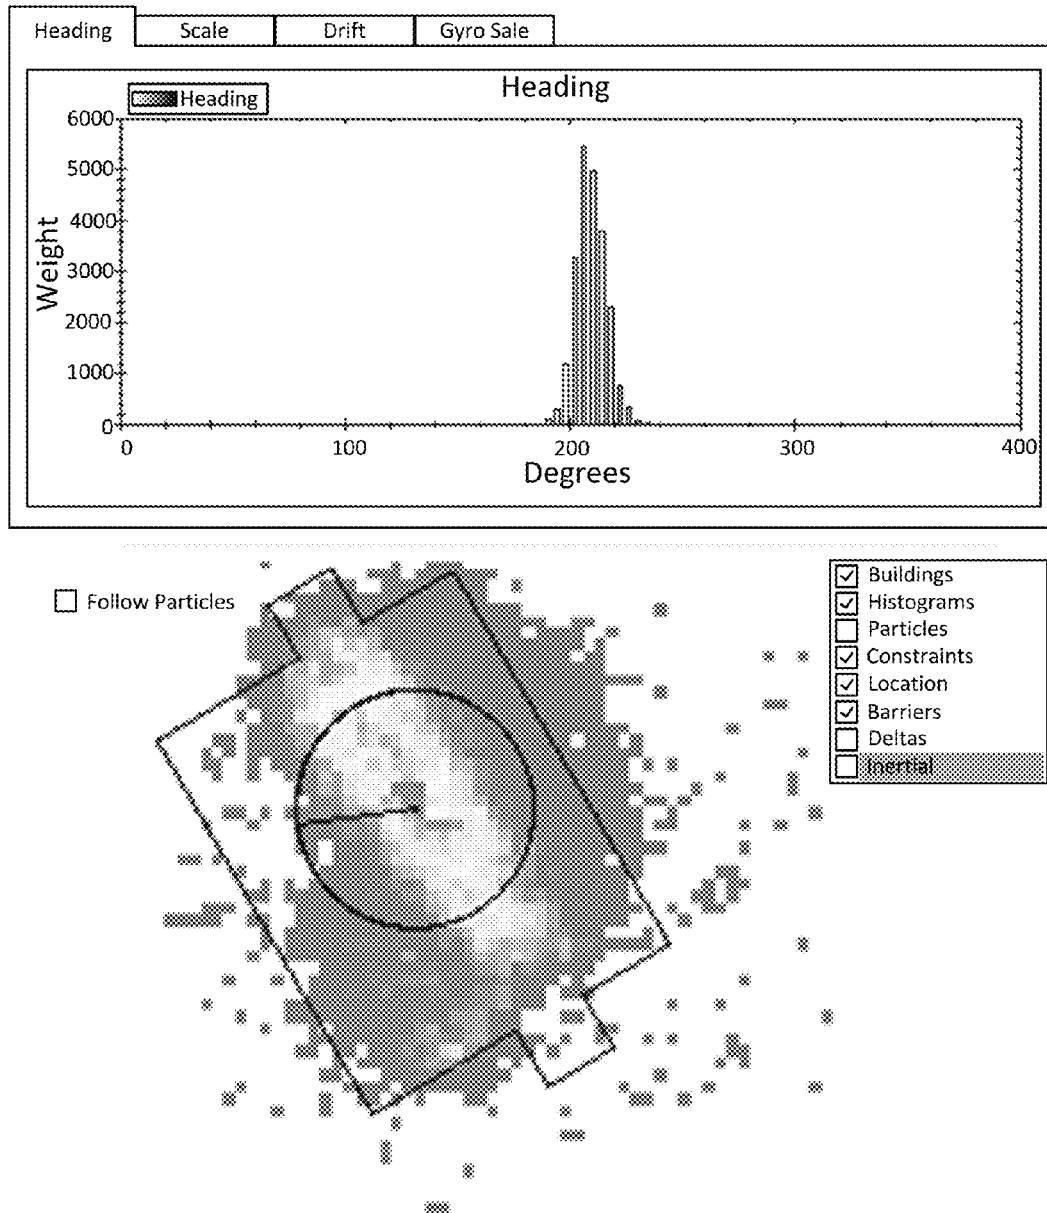 Heading Scale Drift Gyro Sale
Heading
Heading
6000
5000
4000
3000
2000
1000
0
Weight
0 100 200 300 400
Degrees
Follow Particles
Buildings
Histograms
Particles
Constraints
Location
Barriers
Deltas
Inertial